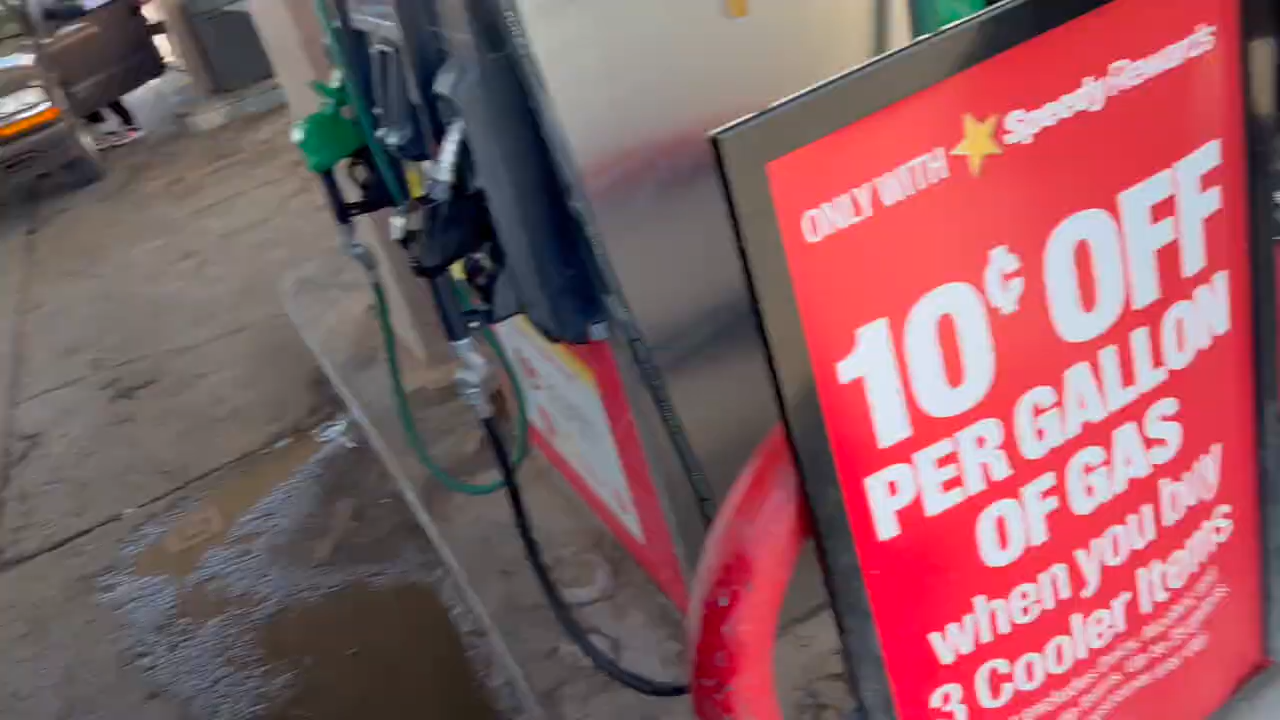 ONLY WITH Speedy Rewards
10¢ OFF
PER GALLON
OF GAS
when you buy
3 Cooler Items